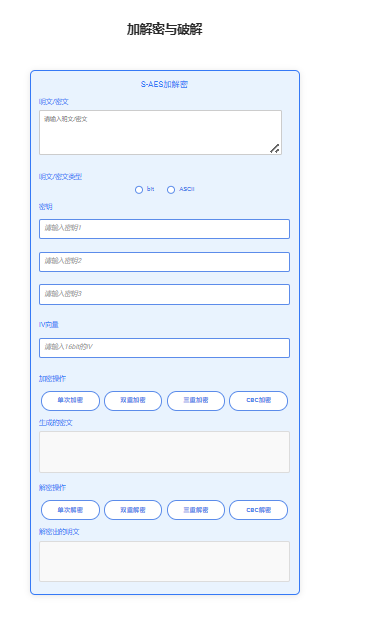 加解密与破解
S-AES加解密
明文/密文
请输入明文/密文
明文/密文类型
bit ASCII
密钥
请输入密钥1
请输入密钥2
请输入密钥3
IV向量
请输入16bit的IV
加密操作
单次加密 双重加密 三重加密 CBC加密
生成的密文
解密操作
单次解密 双重解密 三重解密 CBC解密
解密出的明文